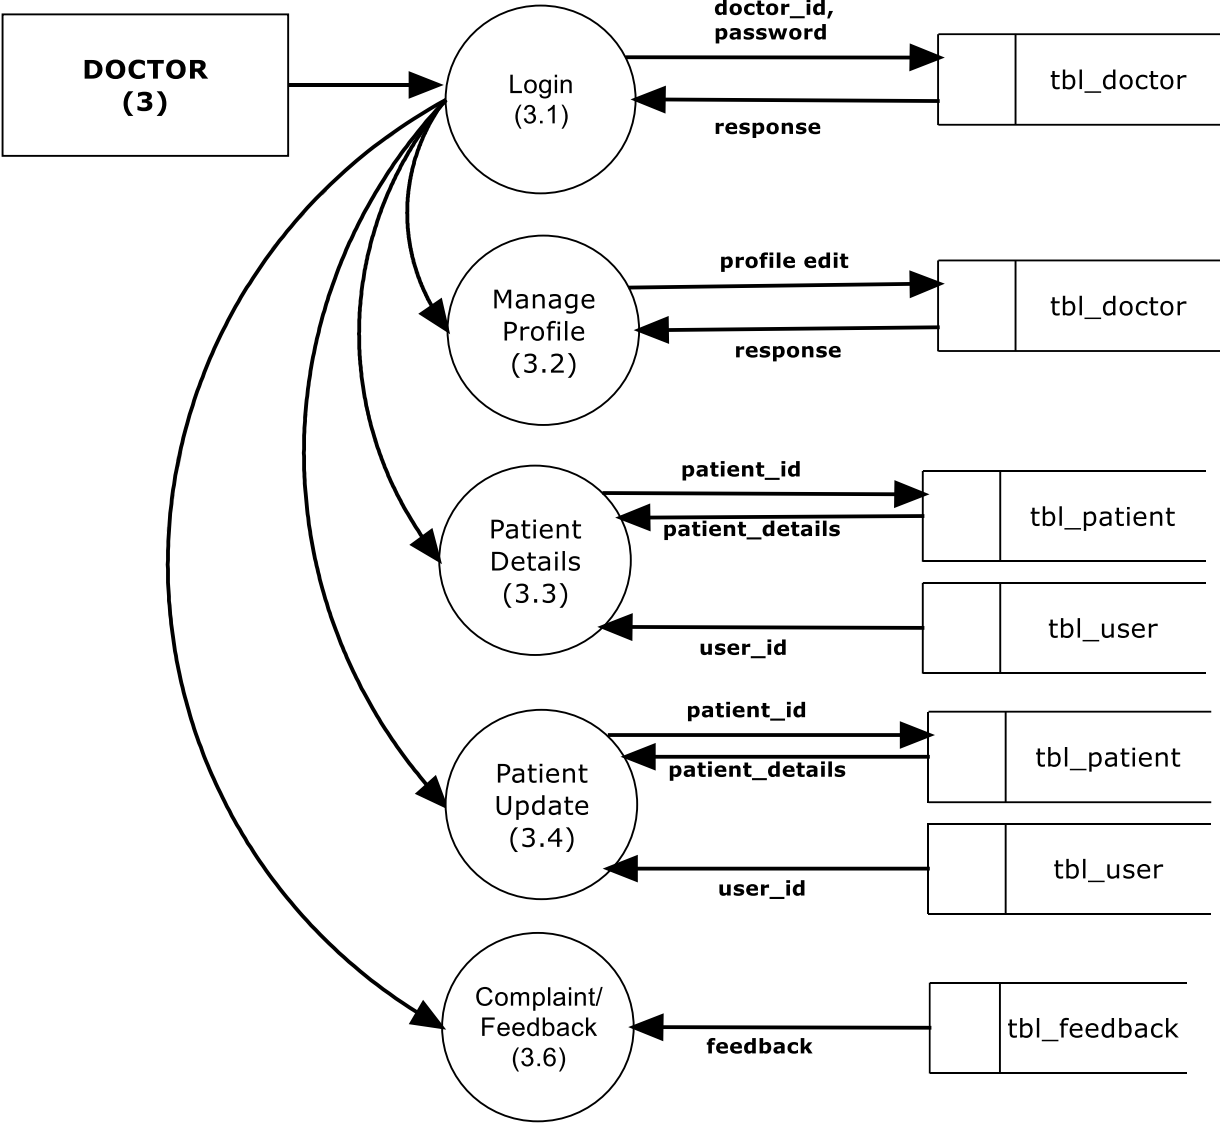 DOCTOR
(3)
Login
(3.1)
doctor_id,
password
response
tbl_doctor
Manage
Profile
(3.2)
profile edit
response
tbl_doctor
Patient
Details
(3.3)
patient_id
patient_details
tbl_patient
user_id
tbl_user
Patient
Update
(3.4)
patient_id
patient_details
tbl_patient
user_id
tbl_user
Complaint/
Feedback
(3.6)
feedback
tbl_feedback